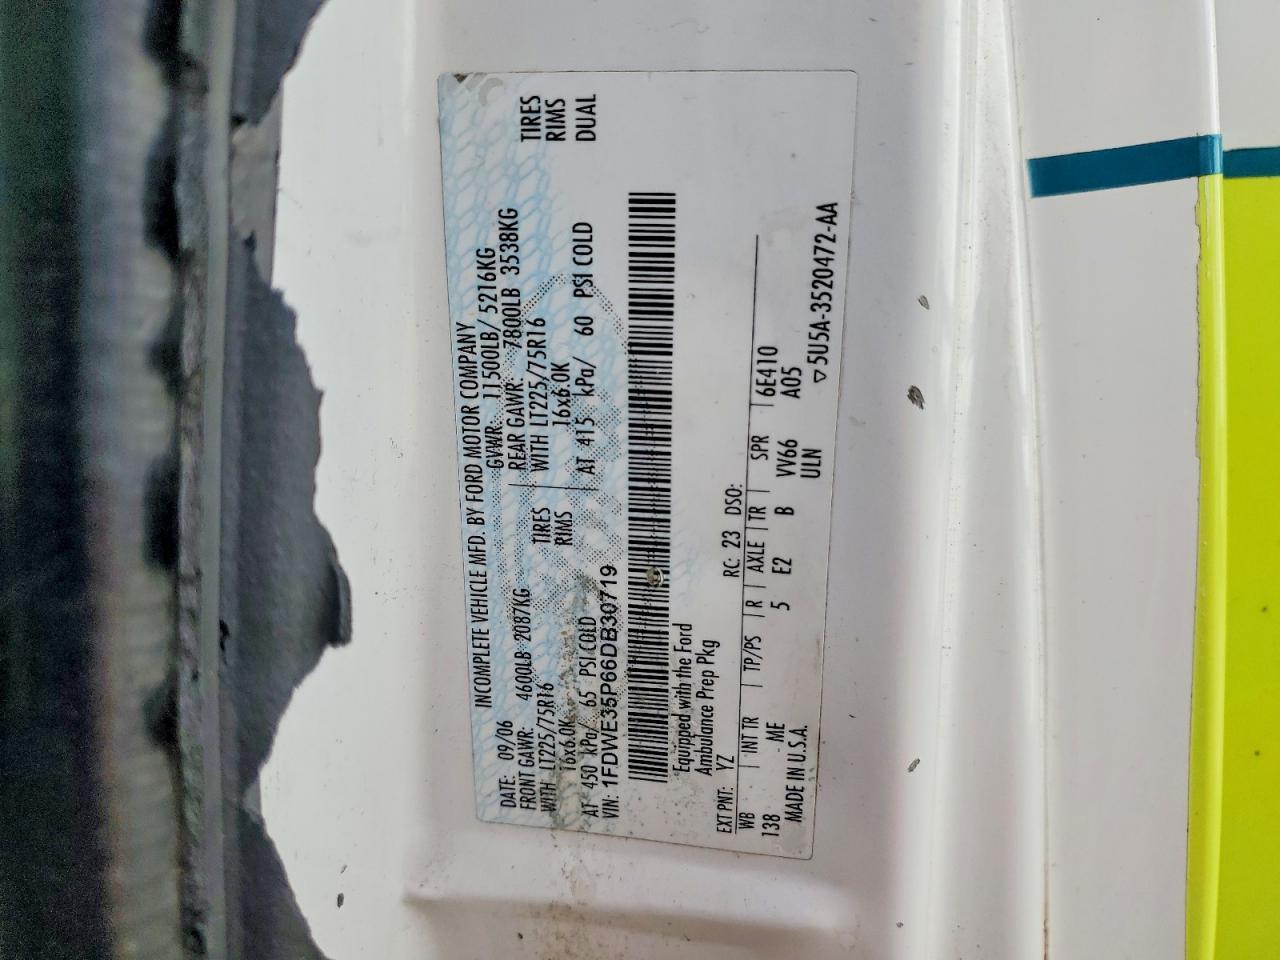 INCOMPLETE VEHICLE MFD. BY FORD MOTOR COMPANY
DATE: 09/06 GVWR: 11500LB/ 5216KG
FRONT GAWR: 4600LB 2087KG REAR GAWR: 7800LB 3538KG
WITH LT225/75R16 TIRES WITH LT225/75R16 TIRES
16x6.0K RIMS 16x6.0K RIMS
AT 450 kPa/ 65 PSI COLD AT 415 kPa/ 60 PSI COLD DUAL
VIN: 1FDWE35P66DB30719
Equipped with the Ford
Ambulance Prep Pkg
EXT PNT: YZ RC: 23 DSO:
WB INT TR TP/PS R AXLE TR SPR 6E410
138 ME 5 E2 B VV66 A05
MADE IN U.S.A. ULN
5U5A-3520472-AA